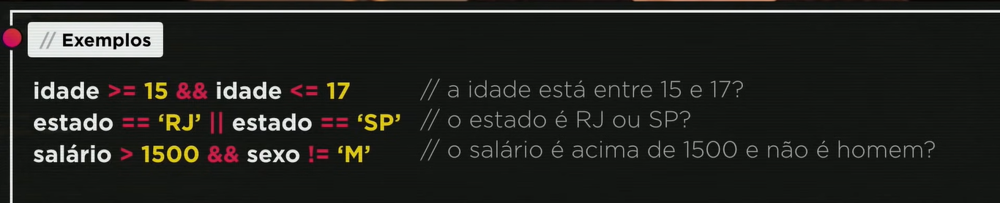 // Exemplos
idade >= 15 && idade <= 17 // a idade está entre 15 e 17?
estado == ‘RJ’ || estado == ‘SP’ // o estado é RJ ou SP?
salário > 1500 && sexo != ‘M’ // o salário é acima de 1500 e não é homem?